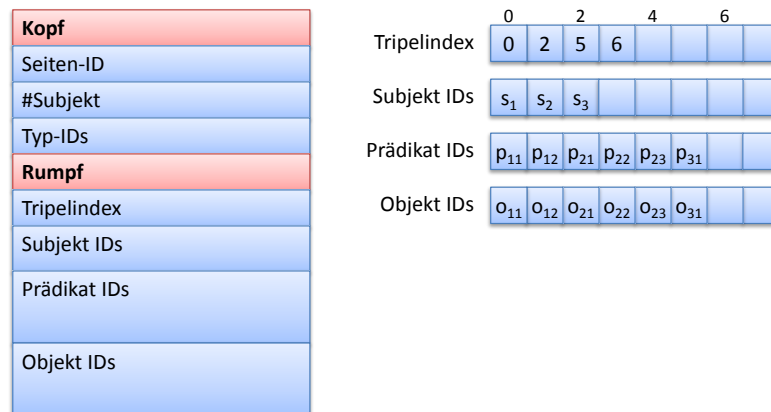 Kopf
Seiten-ID
#Subjekt
Typ-IDs
Rumpf
Tripelindex
Subjekt IDs
Prädikat IDs
Objekt IDs
0 2 4 6
Tripelindex 0 2 5 6
Subjekt IDs s₁ s₂ s₃
Prädikat IDs p₁₁ p₁₂ p₂₁ p₂₂ p₂₃ p₃₁
Objekt IDs o₁₁ o₁₂ o₂₁ o₂₂ o₂₃ o₃₁